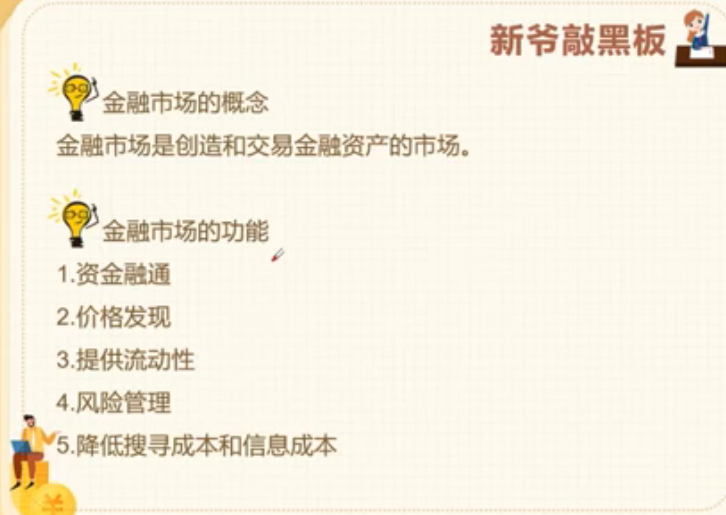 新爷敲黑板
金融市场的概念
金融市场是创造和交易金融资产的市场。
金融市场的功能
1.资金融通
2.价格发现
3.提供流动性
4.风险管理
5.降低搜寻成本和信息成本
¥